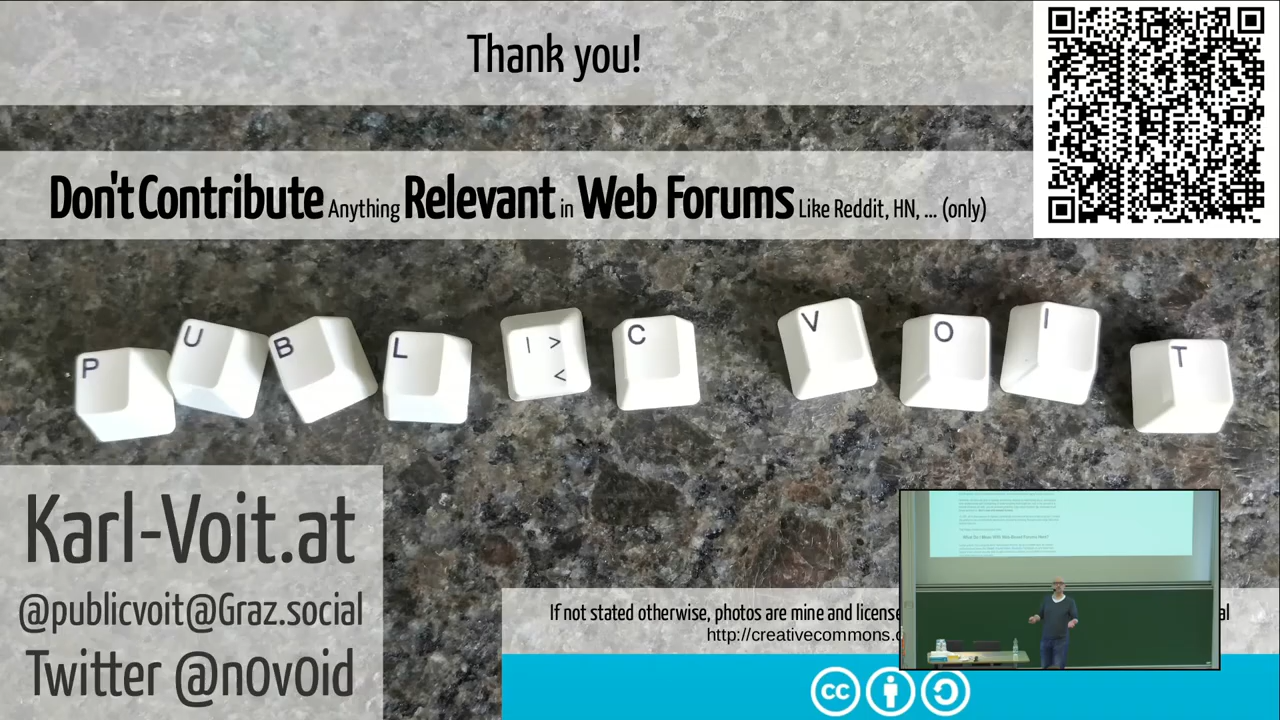 Thank you!
Don't Contribute Anything Relevant in Web Forums Like Reddit, HN, ... (only)
P U B L | > < C V O I T
Karl-Voit.at
@publicvoit@Graz.social
Twitter @n0v0id
If not stated otherwise, photos are mine and license
http://creativecommons.
cc